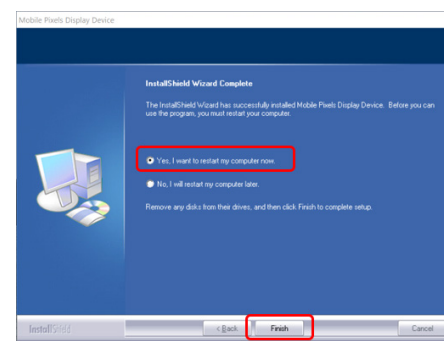 Mobile Pixels Display Device
InstallShield Wizard Complete
The InstallShield Wizard has successfully installed Mobile Pixels Display Device. Before you can
use the program, you must restart your computer.
Yes, I want to restart my computer now.
No, I will restart my computer later.
Remove any disks from their drives, and then click Finish to complete setup.
InstallShield
< Back
Finish
Cancel